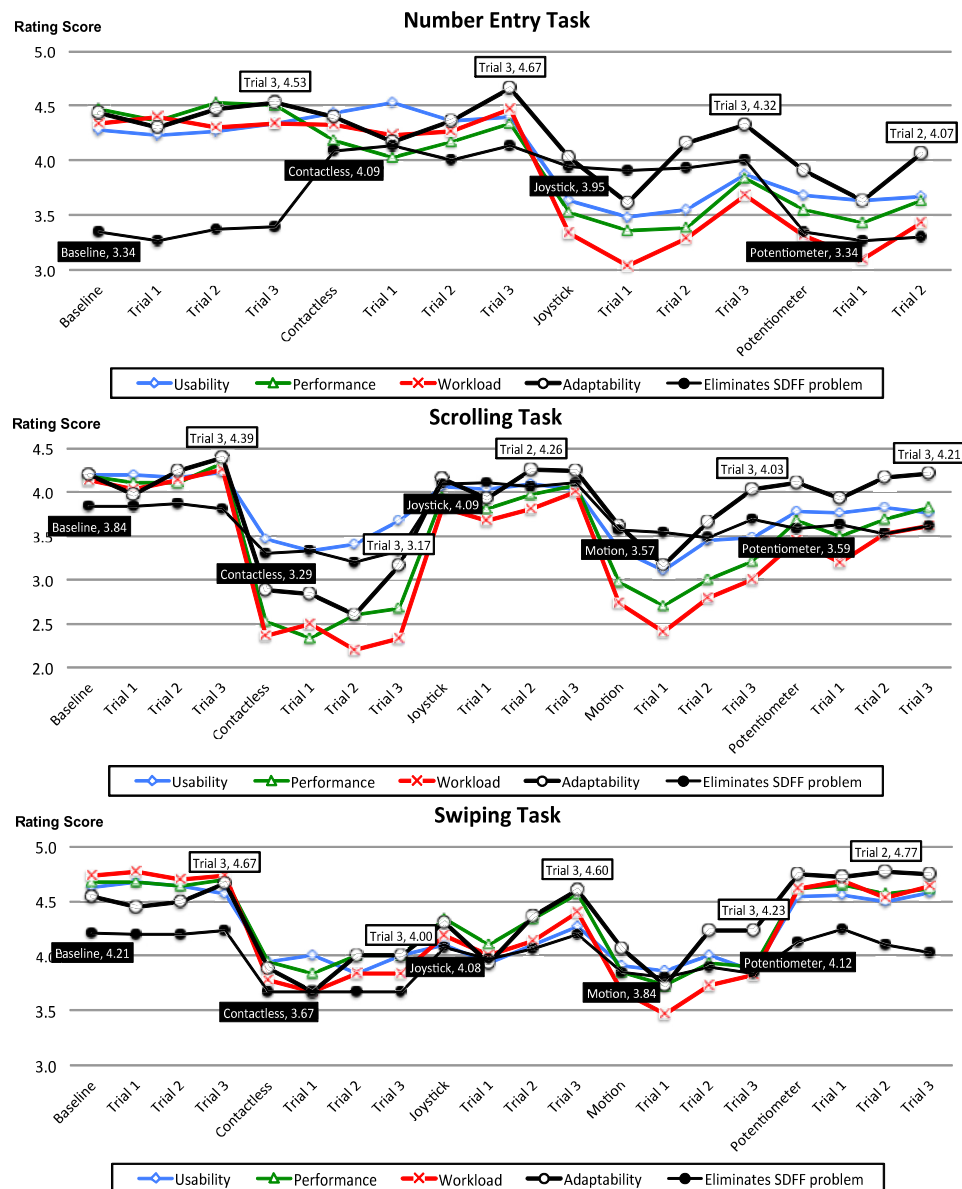 Number Entry Task
Rating Score
5.0
4.5
4.0
3.5
3.0
Trial 3, 4.53
Trial 3, 4.67
Trial 3, 4.32
Trial 2, 4.07
Contactless, 4.09
Joystick, 3.95
Baseline, 3.34
Potentiometer, 3.34
Baseline
Trial 1
Trial 2
Trial 3
Contactless
Trial 1
Trial 2
Trial 3
Joystick
Trial 1
Trial 2
Trial 3
Potentiometer
Trial 1
Trial 2
Usability Performance Workload Adaptability Eliminates SDFF problem
Scrolling Task
Rating Score
4.5
4.0
3.5
3.0
2.5
2.0
Trial 3, 4.39
Trial 2, 4.26
Trial 3, 4.03
Trial 3, 4.21
Baseline, 3.84
Joystick, 4.09
Trial 3, 3.17
Contactless, 3.29
Motion, 3.57
Potentiometer, 3.59
Baseline
Trial 1
Trial 2
Trial 3
Contactless
Trial 1
Trial 2
Trial 3
Joystick
Trial 1
Trial 2
Trial 3
Motion
Trial 1
Trial 2
Trial 3
Potentiometer
Trial 1
Trial 2
Trial 3
Usability Performance Workload Adaptability Eliminates SDFF problem
Swiping Task
Rating Score
5.0
4.5
4.0
3.5
3.0
Trial 3, 4.67
Trial 3, 4.60
Trial 2, 4.77
Trial 3, 4.00
Trial 3, 4.23
Baseline, 4.21
Joystick, 4.08
Potentiometer, 4.12
Contactless, 3.67
Motion, 3.84
Baseline
Trial 1
Trial 2
Trial 3
Contactless
Trial 1
Trial 2
Trial 3
Joystick
Trial 1
Trial 2
Trial 3
Motion
Trial 1
Trial 2
Trial 3
Potentiometer
Trial 1
Trial 2
Trial 3
Usability Performance Workload Adaptability Eliminates SDFF problem